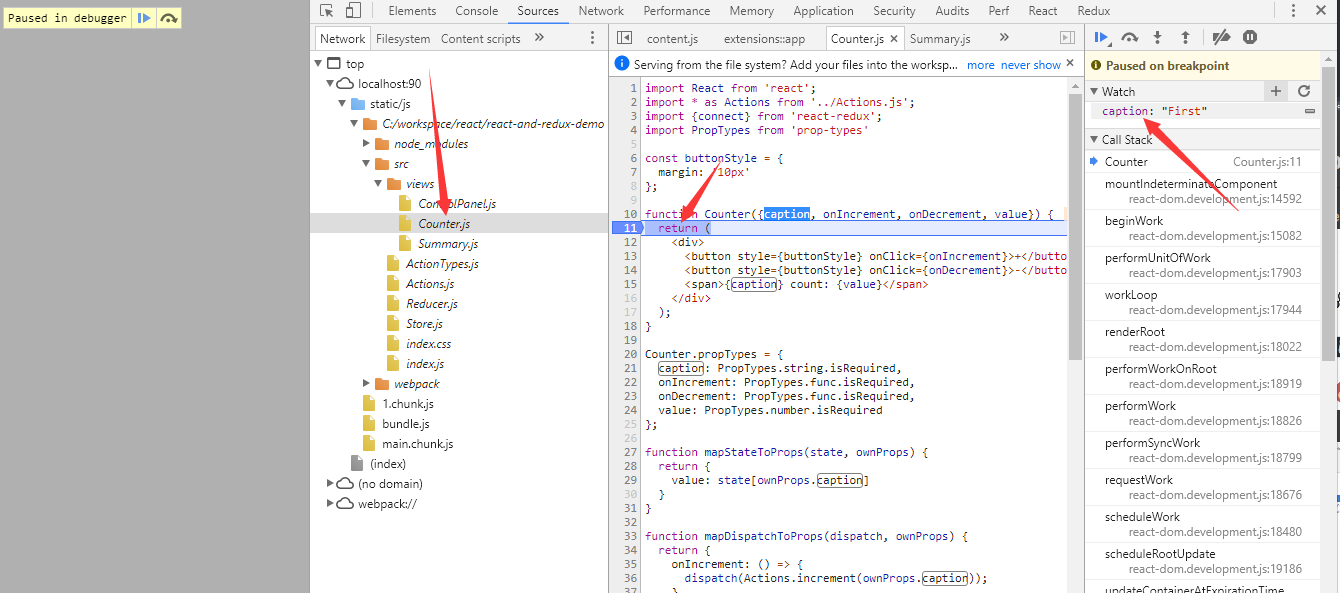 Paused in debugger
Elements Console Sources Network Performance Memory Application Security Audits Perf React Redux
Network Filesystem Content scripts »
top
localhost:90
static/js
C:/workspace/react/react-and-redux-demo
node_modules
src
views
ControlPanel.js
Counter.js
Summary.js
ActionTypes.js
Actions.js
Reducer.js
Store.js
index.css
index.js
webpack
1.chunk.js
bundle.js
main.chunk.js
(index)
(no domain)
webpack://
content.js extensions::app Counter.js × Summary.js »
Serving from the file system? Add your files into the worksp... more never show ×
1 import React from 'react';
2 import * as Actions from '../Actions.js';
3 import {connect} from 'react-redux';
4 import PropTypes from 'prop-types'
5
6 const buttonStyle = {
7 margin: '10px'
8 };
9
10 function Counter({caption, onIncrement, onDecrement, value}) {
11 return (
12 <div>
13 <button style={buttonStyle} onClick={onIncrement}>+</button
14 <button style={buttonStyle} onClick={onDecrement}>-</button
15 <span>{caption} count: {value}</span>
16 </div>
17 );
18 }
19
20 Counter.propTypes = {
21 caption: PropTypes.string.isRequired,
22 onIncrement: PropTypes.func.isRequired,
23 onDecrement: PropTypes.func.isRequired,
24 value: PropTypes.number.isRequired
25 };
26
27 function mapStateToProps(state, ownProps) {
28 return {
29 value: state[ownProps.caption]
30 }
31 }
32
33 function mapDispatchToProps(dispatch, ownProps) {
34 return {
35 onIncrement: () => {
36 dispatch(Actions.increment(ownProps.caption));
37 }
Paused on breakpoint
Watch
caption: "First"
Call Stack
Counter Counter.js:11
mountIndeterminateComponent
react-dom.development.js:14592
beginWork
react-dom.development.js:15082
performUnitOfWork
react-dom.development.js:17903
workLoop
react-dom.development.js:17944
renderRoot
react-dom.development.js:18022
performWorkOnRoot
react-dom.development.js:18919
performWork
react-dom.development.js:18826
performSyncWork
react-dom.development.js:18799
requestWork
react-dom.development.js:18676
scheduleWork
react-dom.development.js:18480
scheduleRootUpdate
react-dom.development.js:19186
updateContainerAtExpirationTime